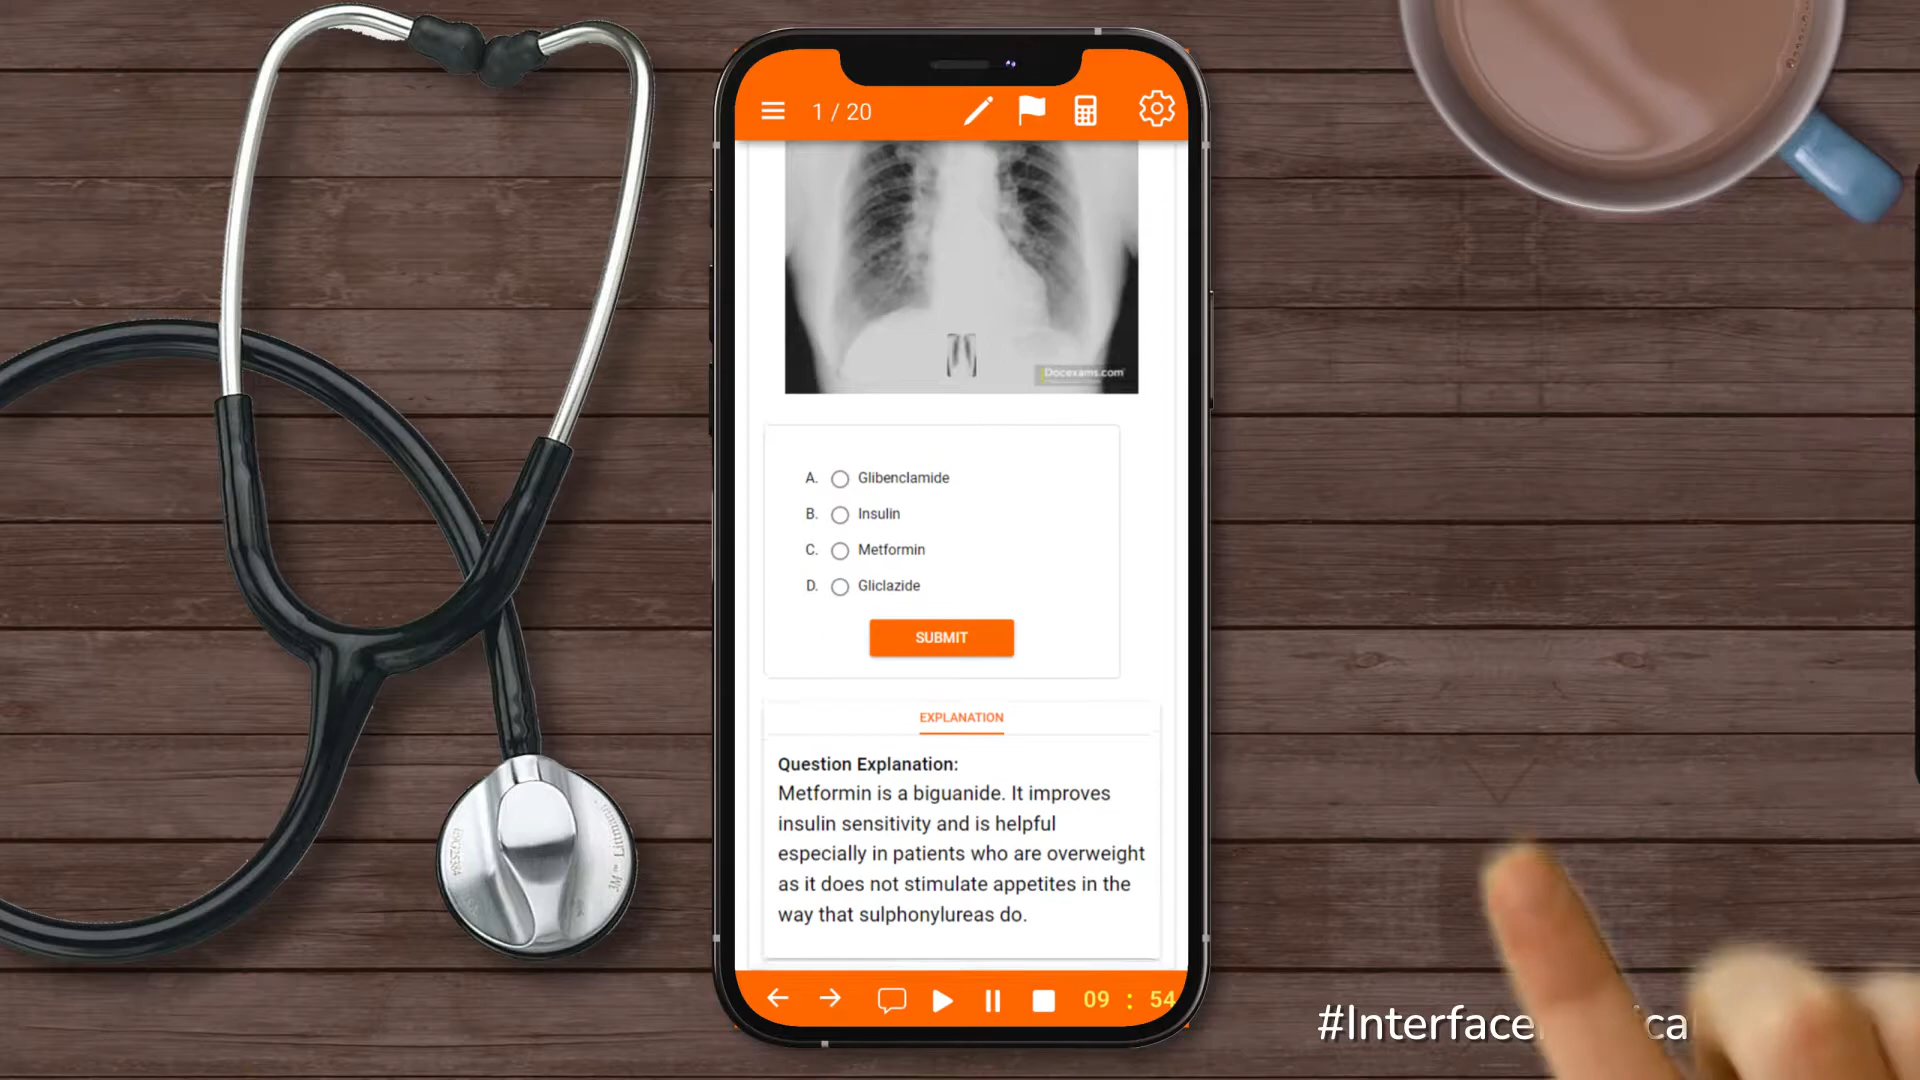 1 / 20
Docexams.com
A. Glibenclamide
B. Insulin
C. Metformin
D. Gliclazide
SUBMIT
EXPLANATION
Question Explanation:
Metformin is a biguanide. It improves
insulin sensitivity and is helpful
especially in patients who are overweight
as it does not stimulate appetites in the
way that sulphonylureas do.
09 : 54